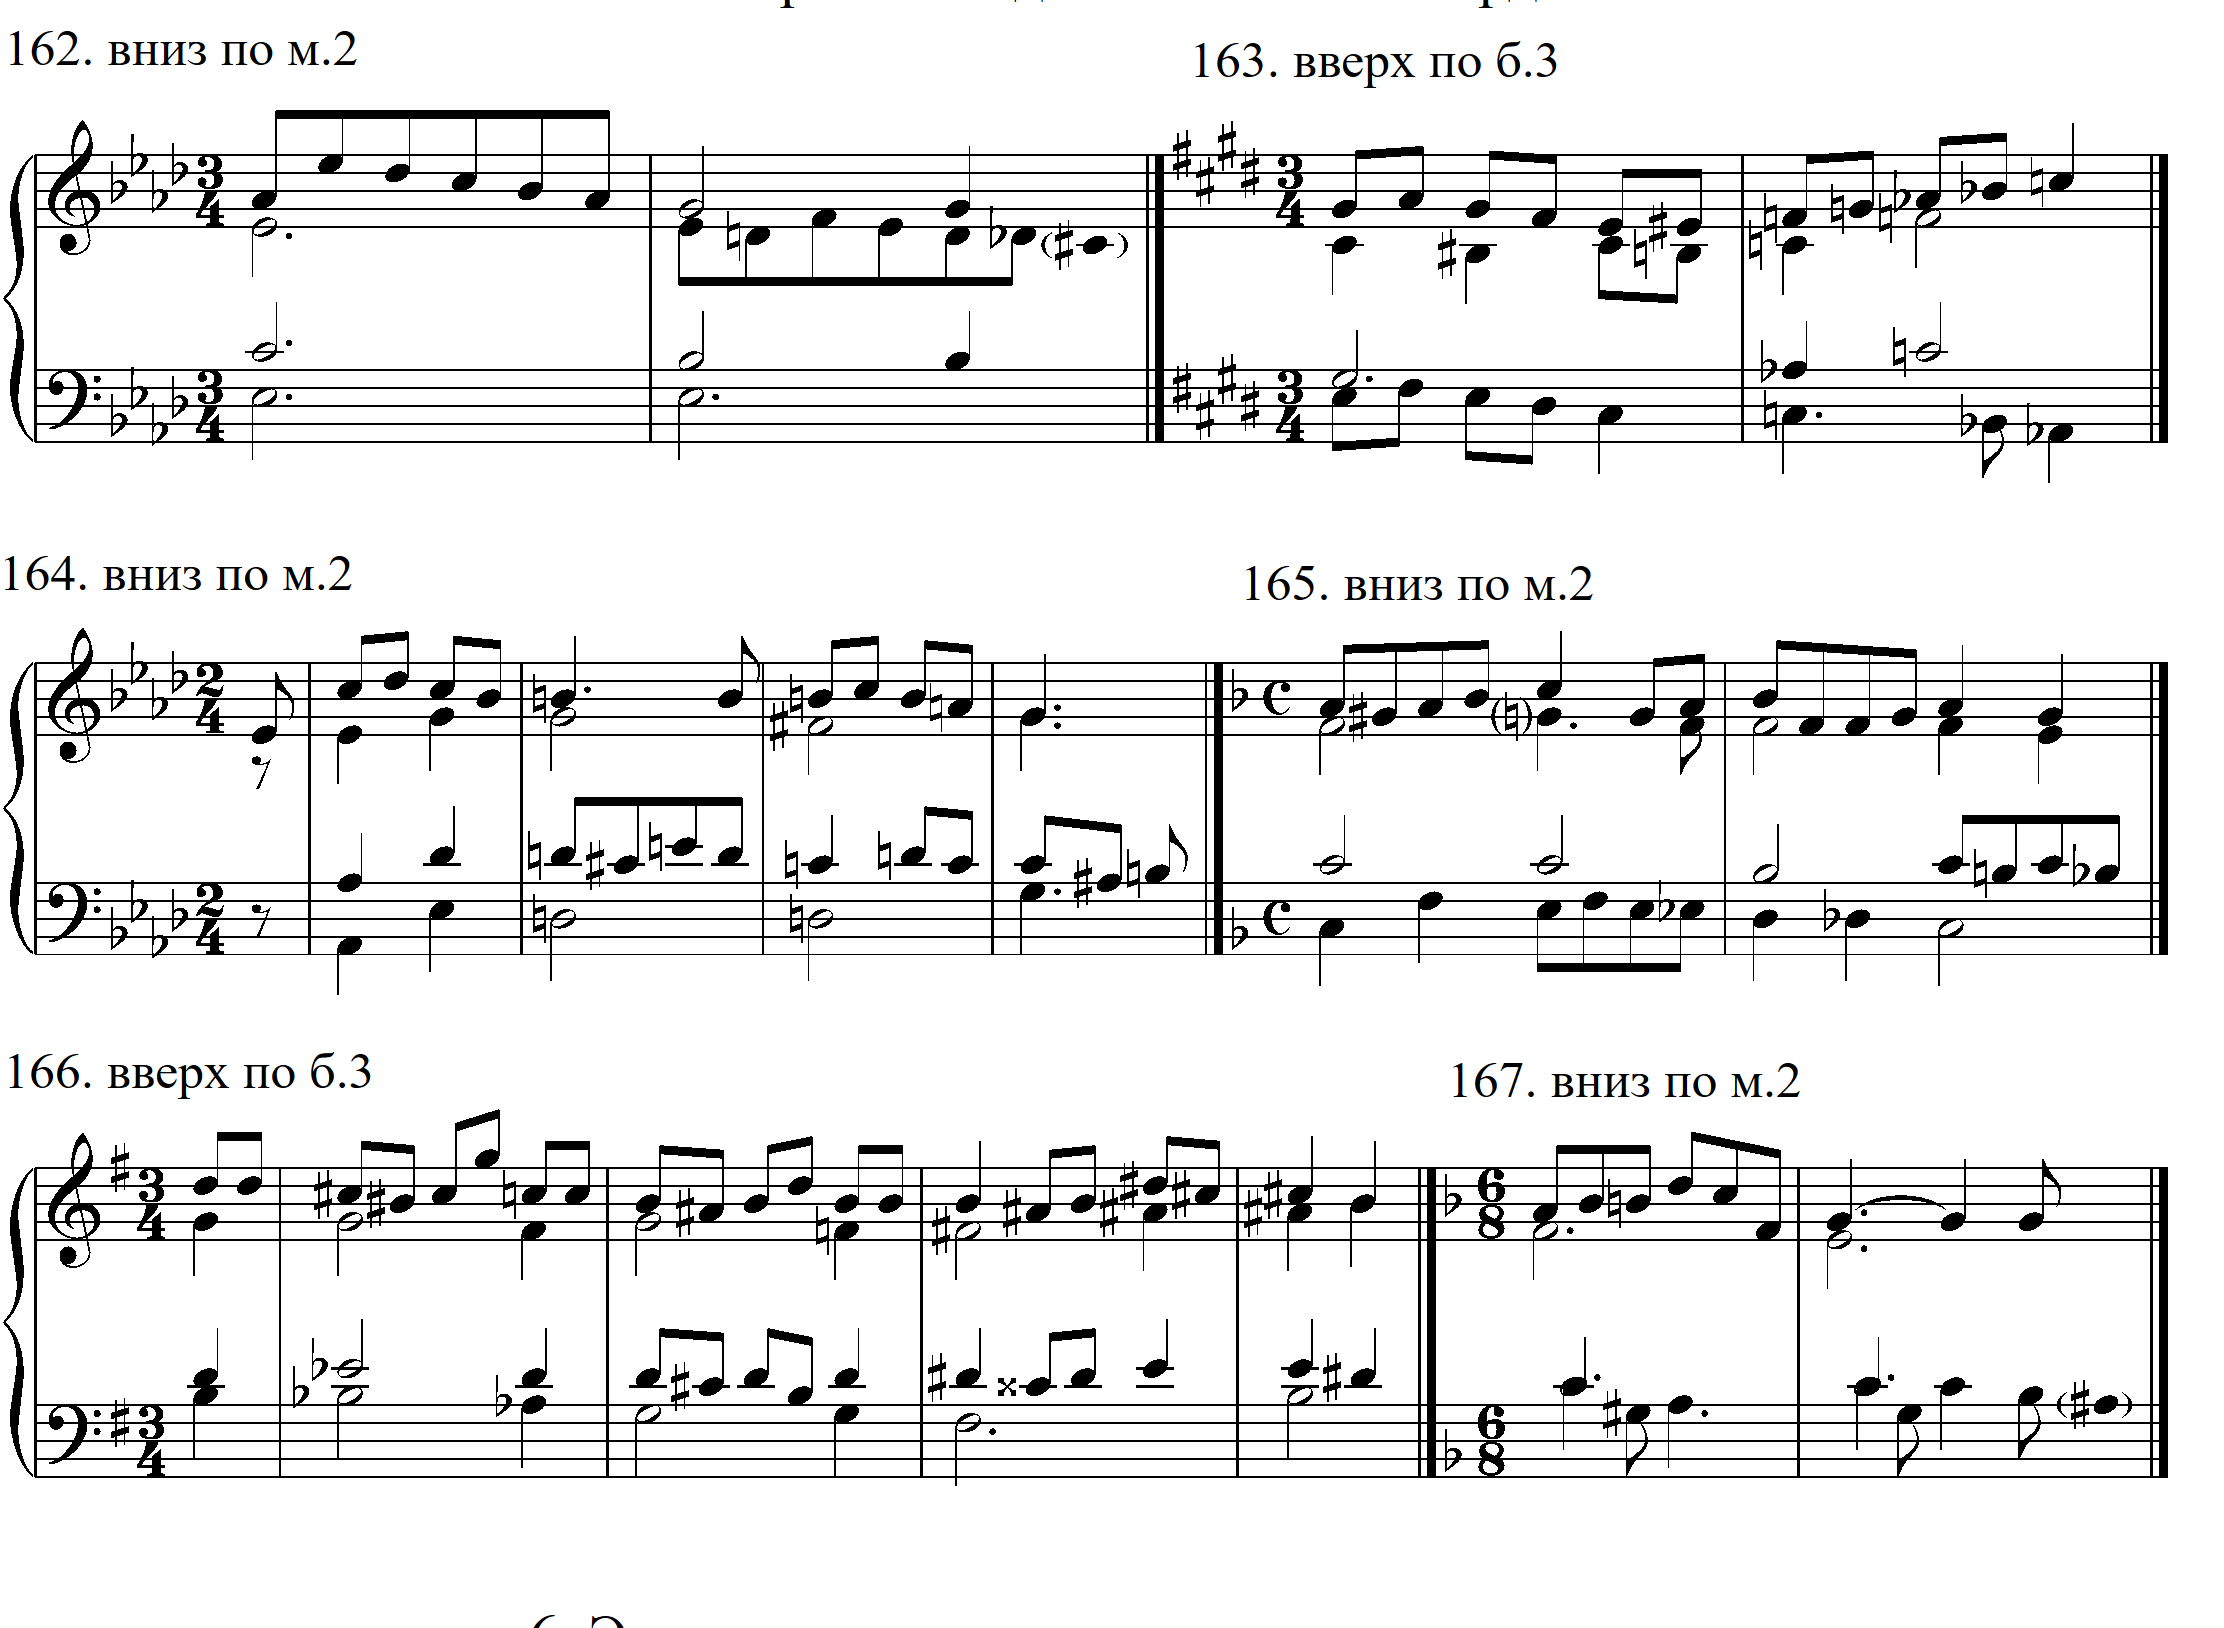 162. вниз по м.2
163. вверх по б.3
164. вниз по м.2
165. вниз по м.2
166. вверх по б.3
167. вниз по м.2